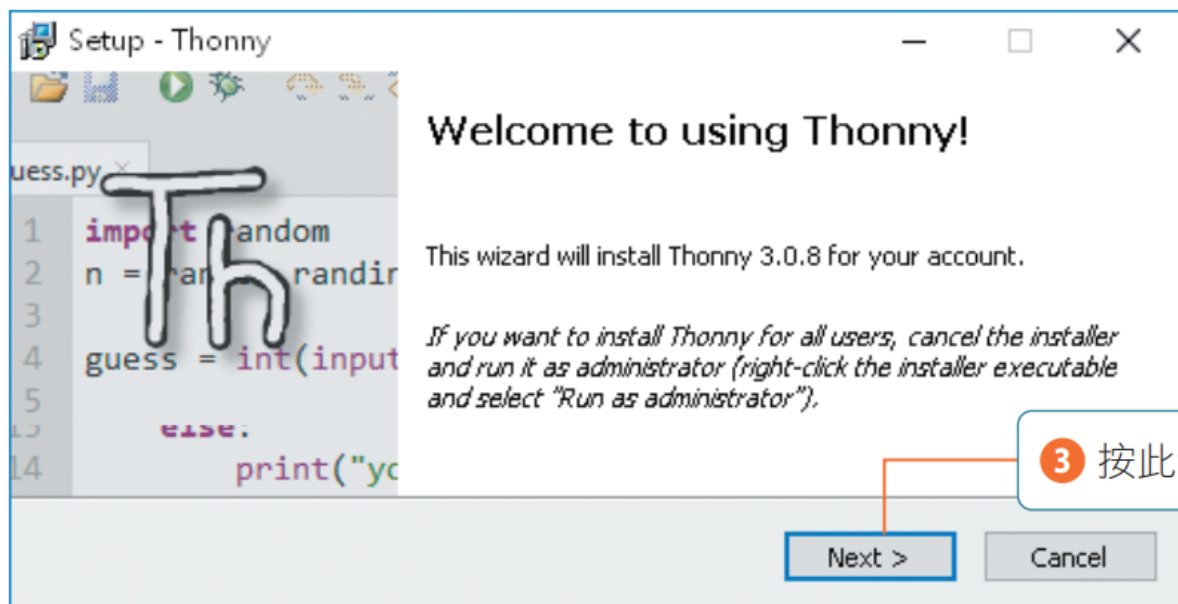 Setup - Thonny
uess.py
Th
Welcome to using Thonny!
1 import random
This wizard will install Thonny 3.0.8 for your account.
2 n = randin
3
If you want to install Thonny for all users, cancel the installer
4 guess = int(input
and run it as administrator (right-click the installer executable
5
and select "Run as administrator").
else:
14 print("yo
3 按此
Next >
Cancel